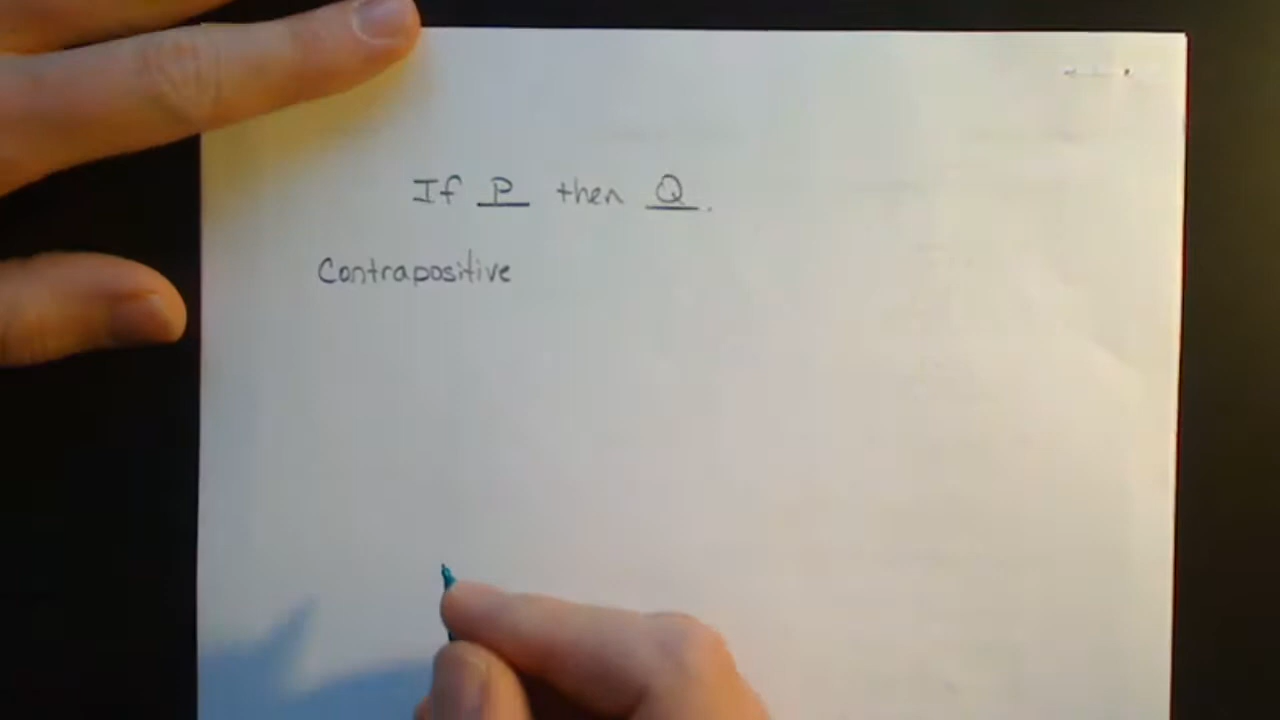 If P then Q.
Contrapositive